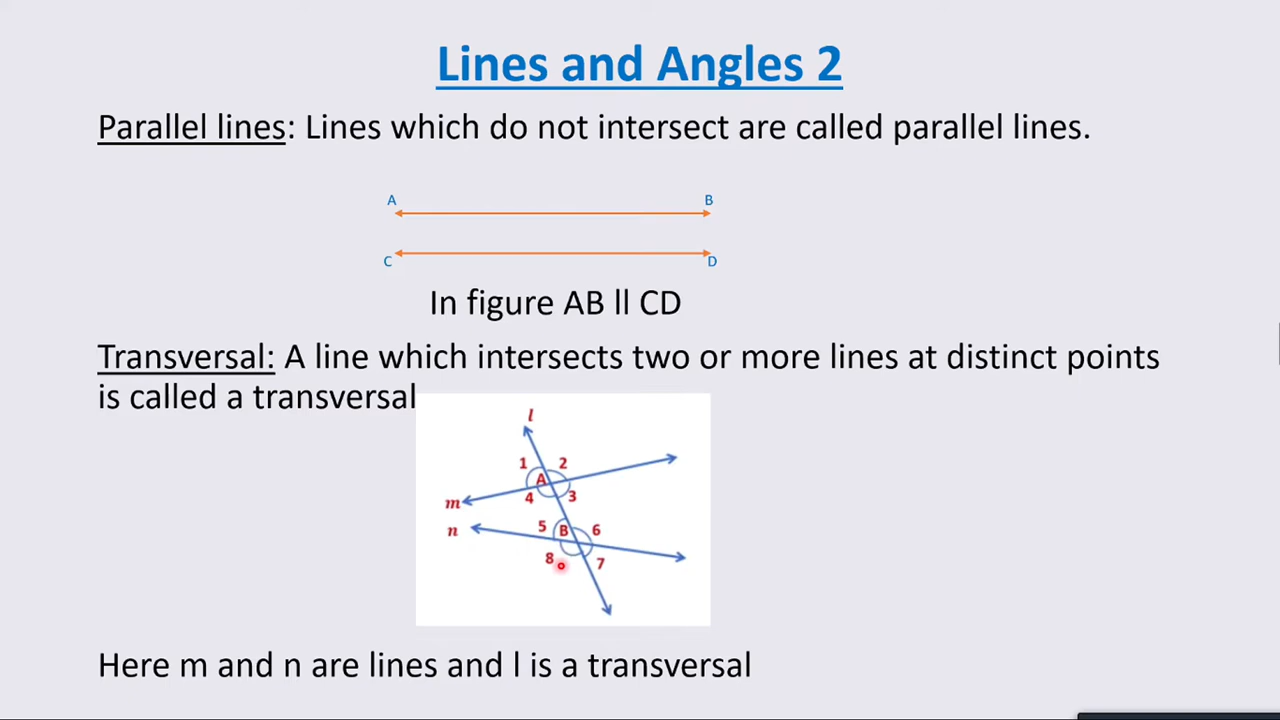 Lines and Angles 2
Parallel lines: Lines which do not intersect are called parallel lines.
A B
C D
In figure AB ll CD
Transversal: A line which intersects two or more lines at distinct points
is called a transversal
l
1 2
A
4 3
m
n 5 B 6
8 7
Here m and n are lines and l is a transversal